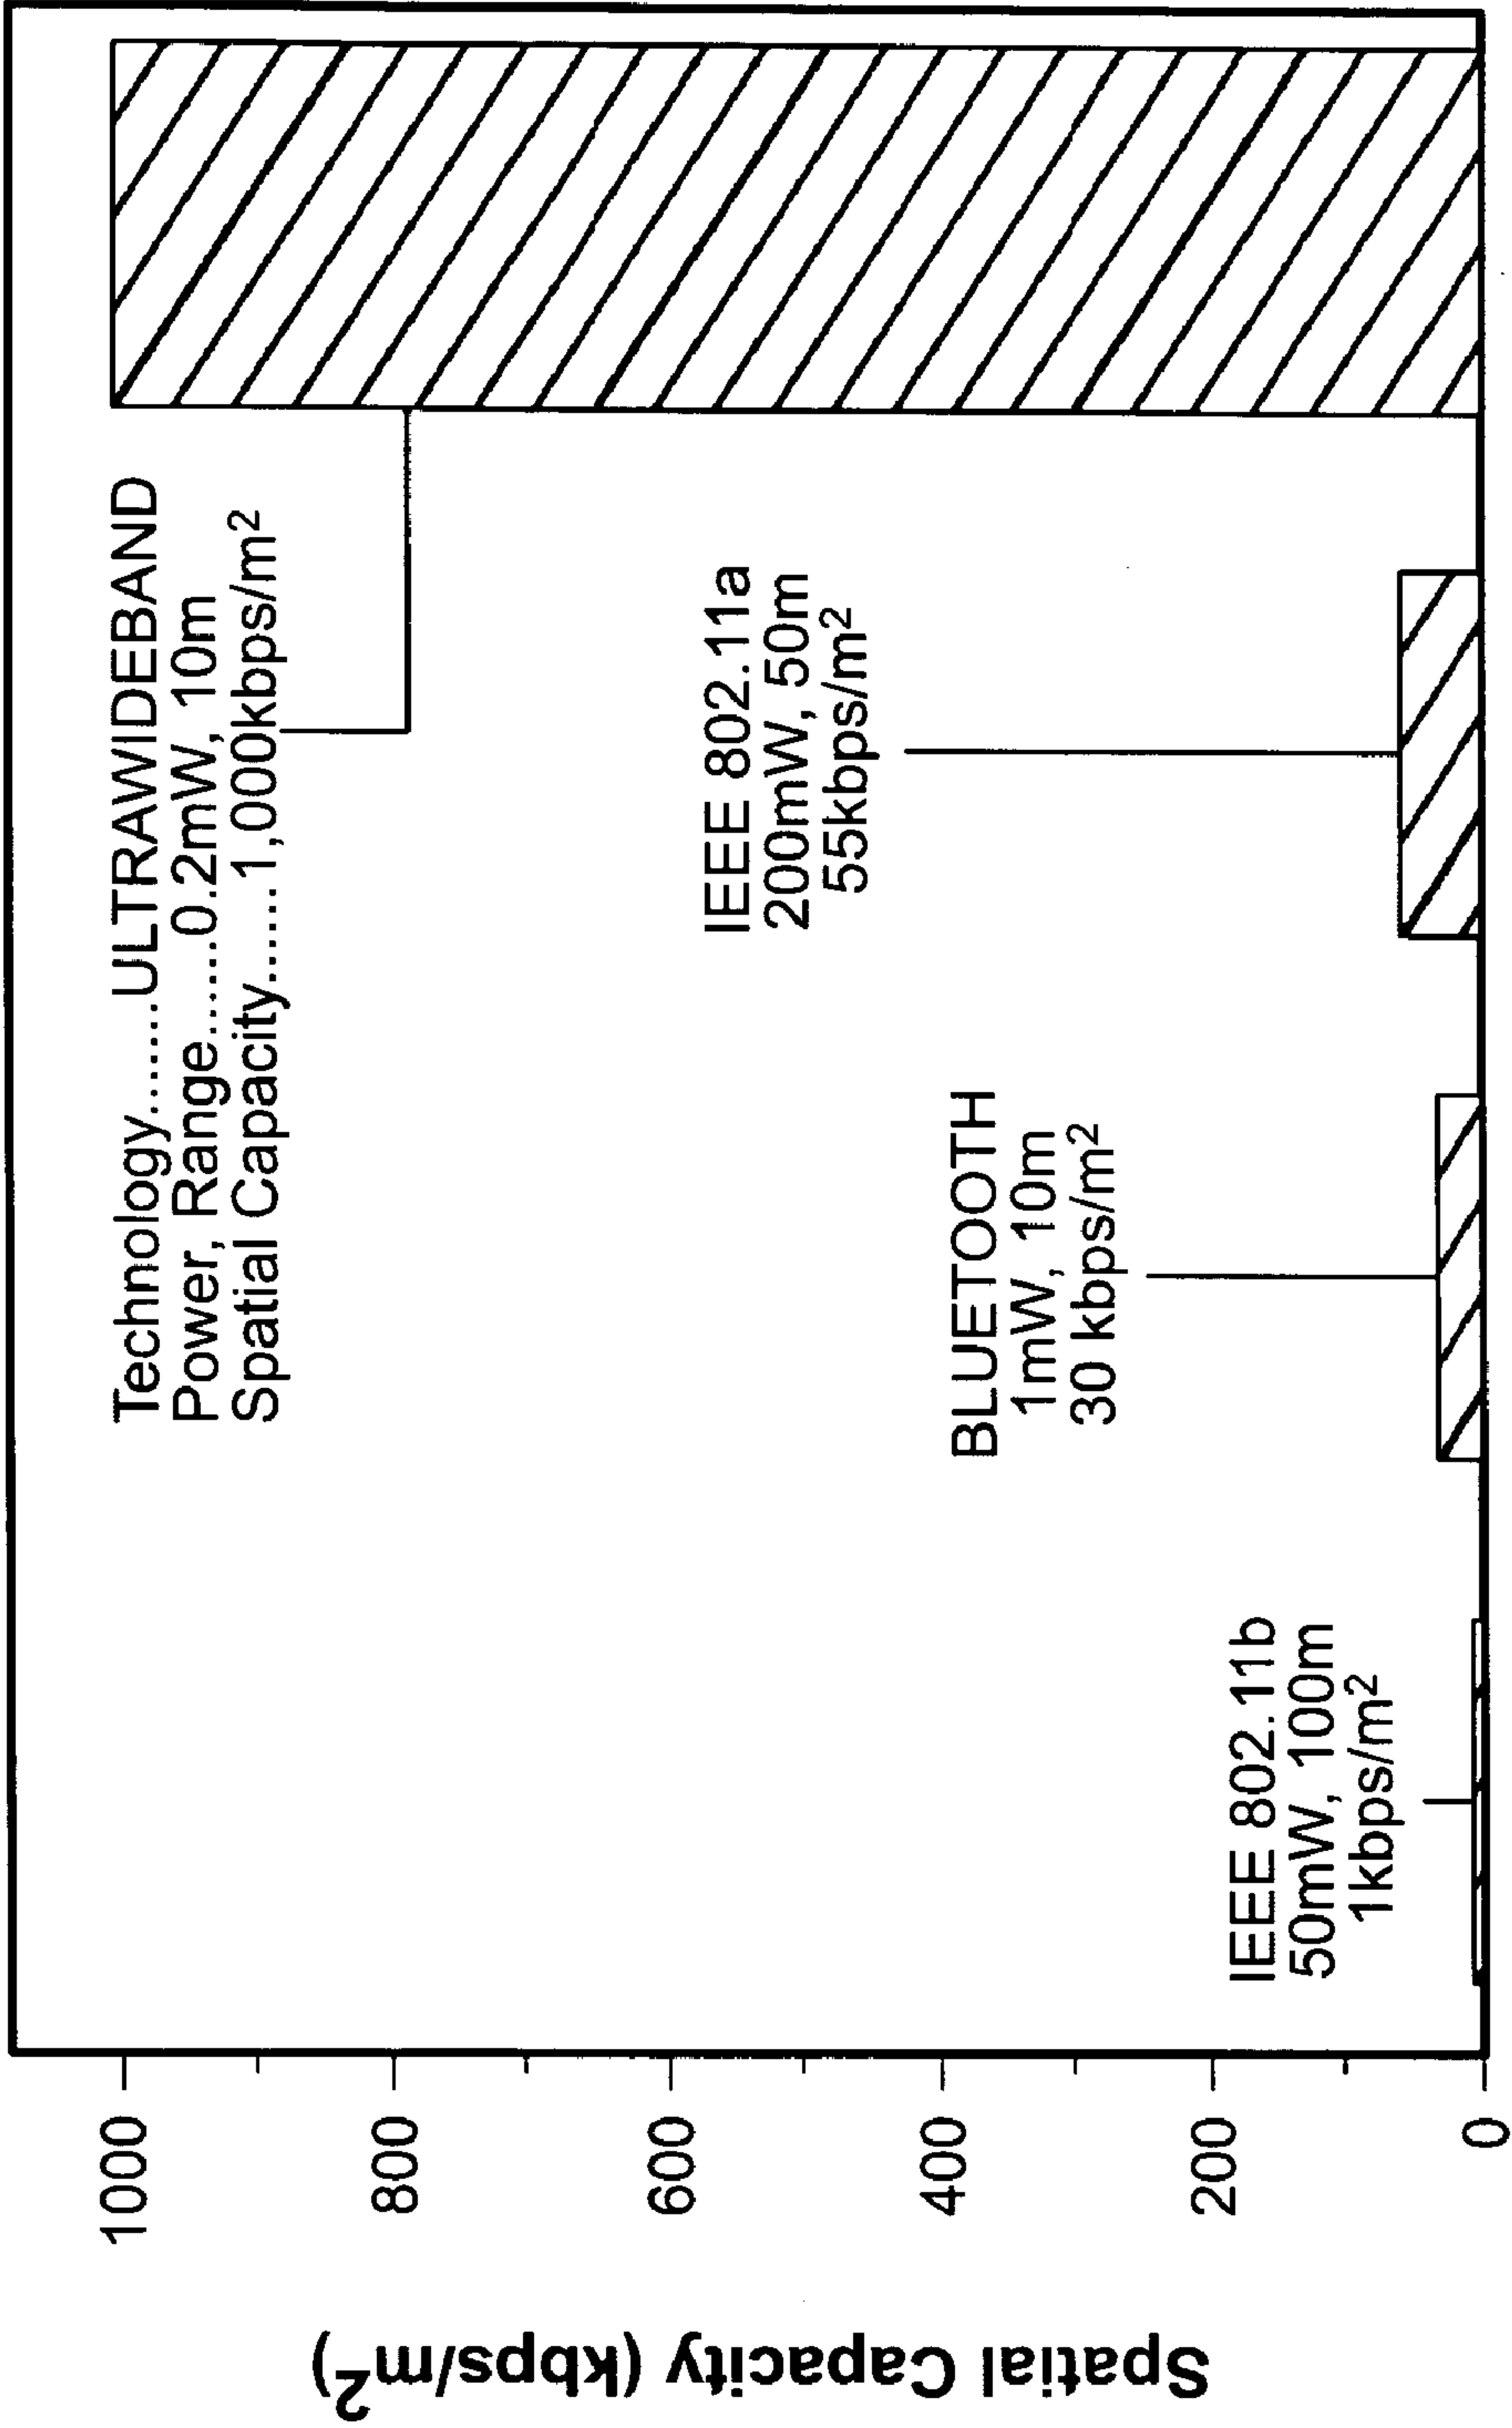 Spatial Capacity (kbps/m²)
1000
800
600
400
200
0
Technology.......ULTRAWIDEBAND
Power, Range......0.2mW, 10m
Spatial Capacity.....1,000kbps/m²
IEEE 802.11a
200mW, 50m
55kbps/m²
BLUETOOTH
1mW, 10m
30 kbps/m²
IEEE 802.11b
50mW, 100m
1kbps/m²